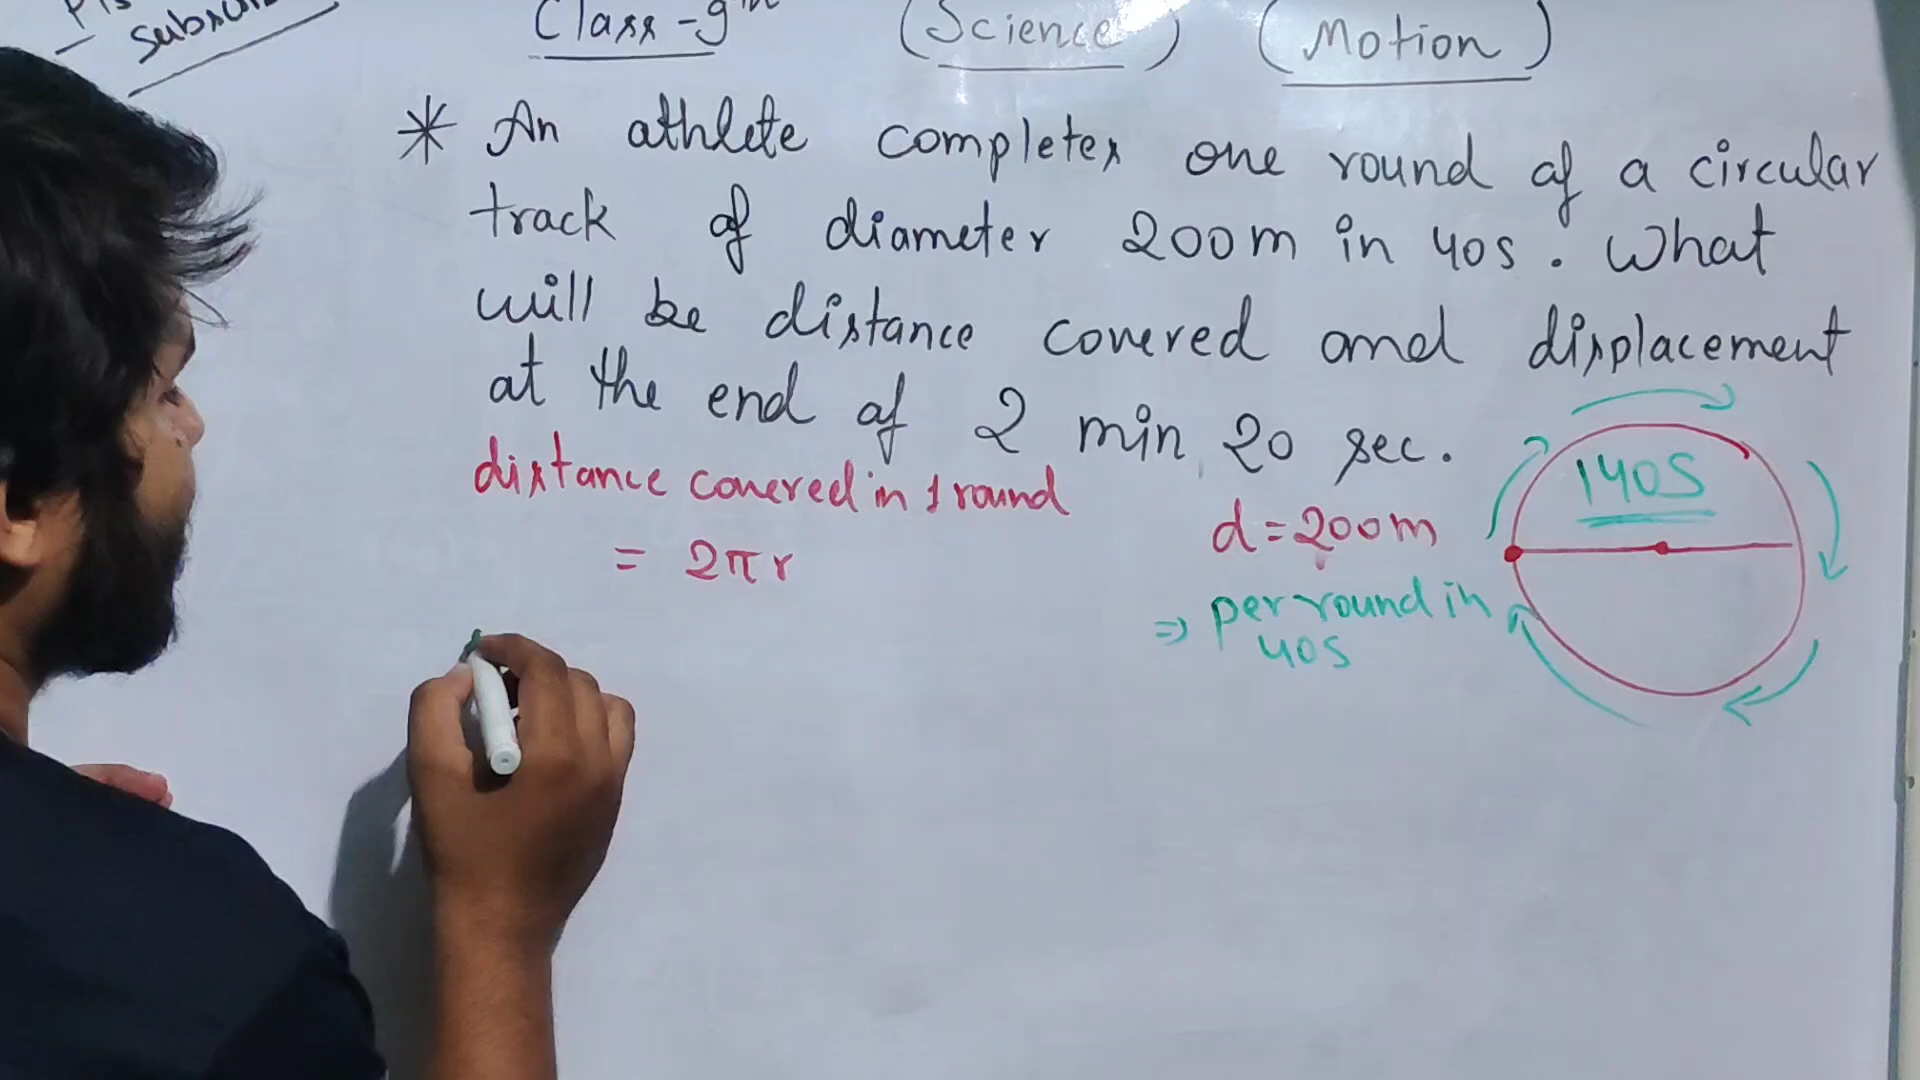 Class-9th (Science) (Motion)
* An athlete completes one round of a circular
track of diameter 200m in 40s. What
will be distance covered and displacement
at the end of 2 min 20 sec.
distance covered in 1 round
= 2πr
d=200m
⇒ per round in
40s
140S